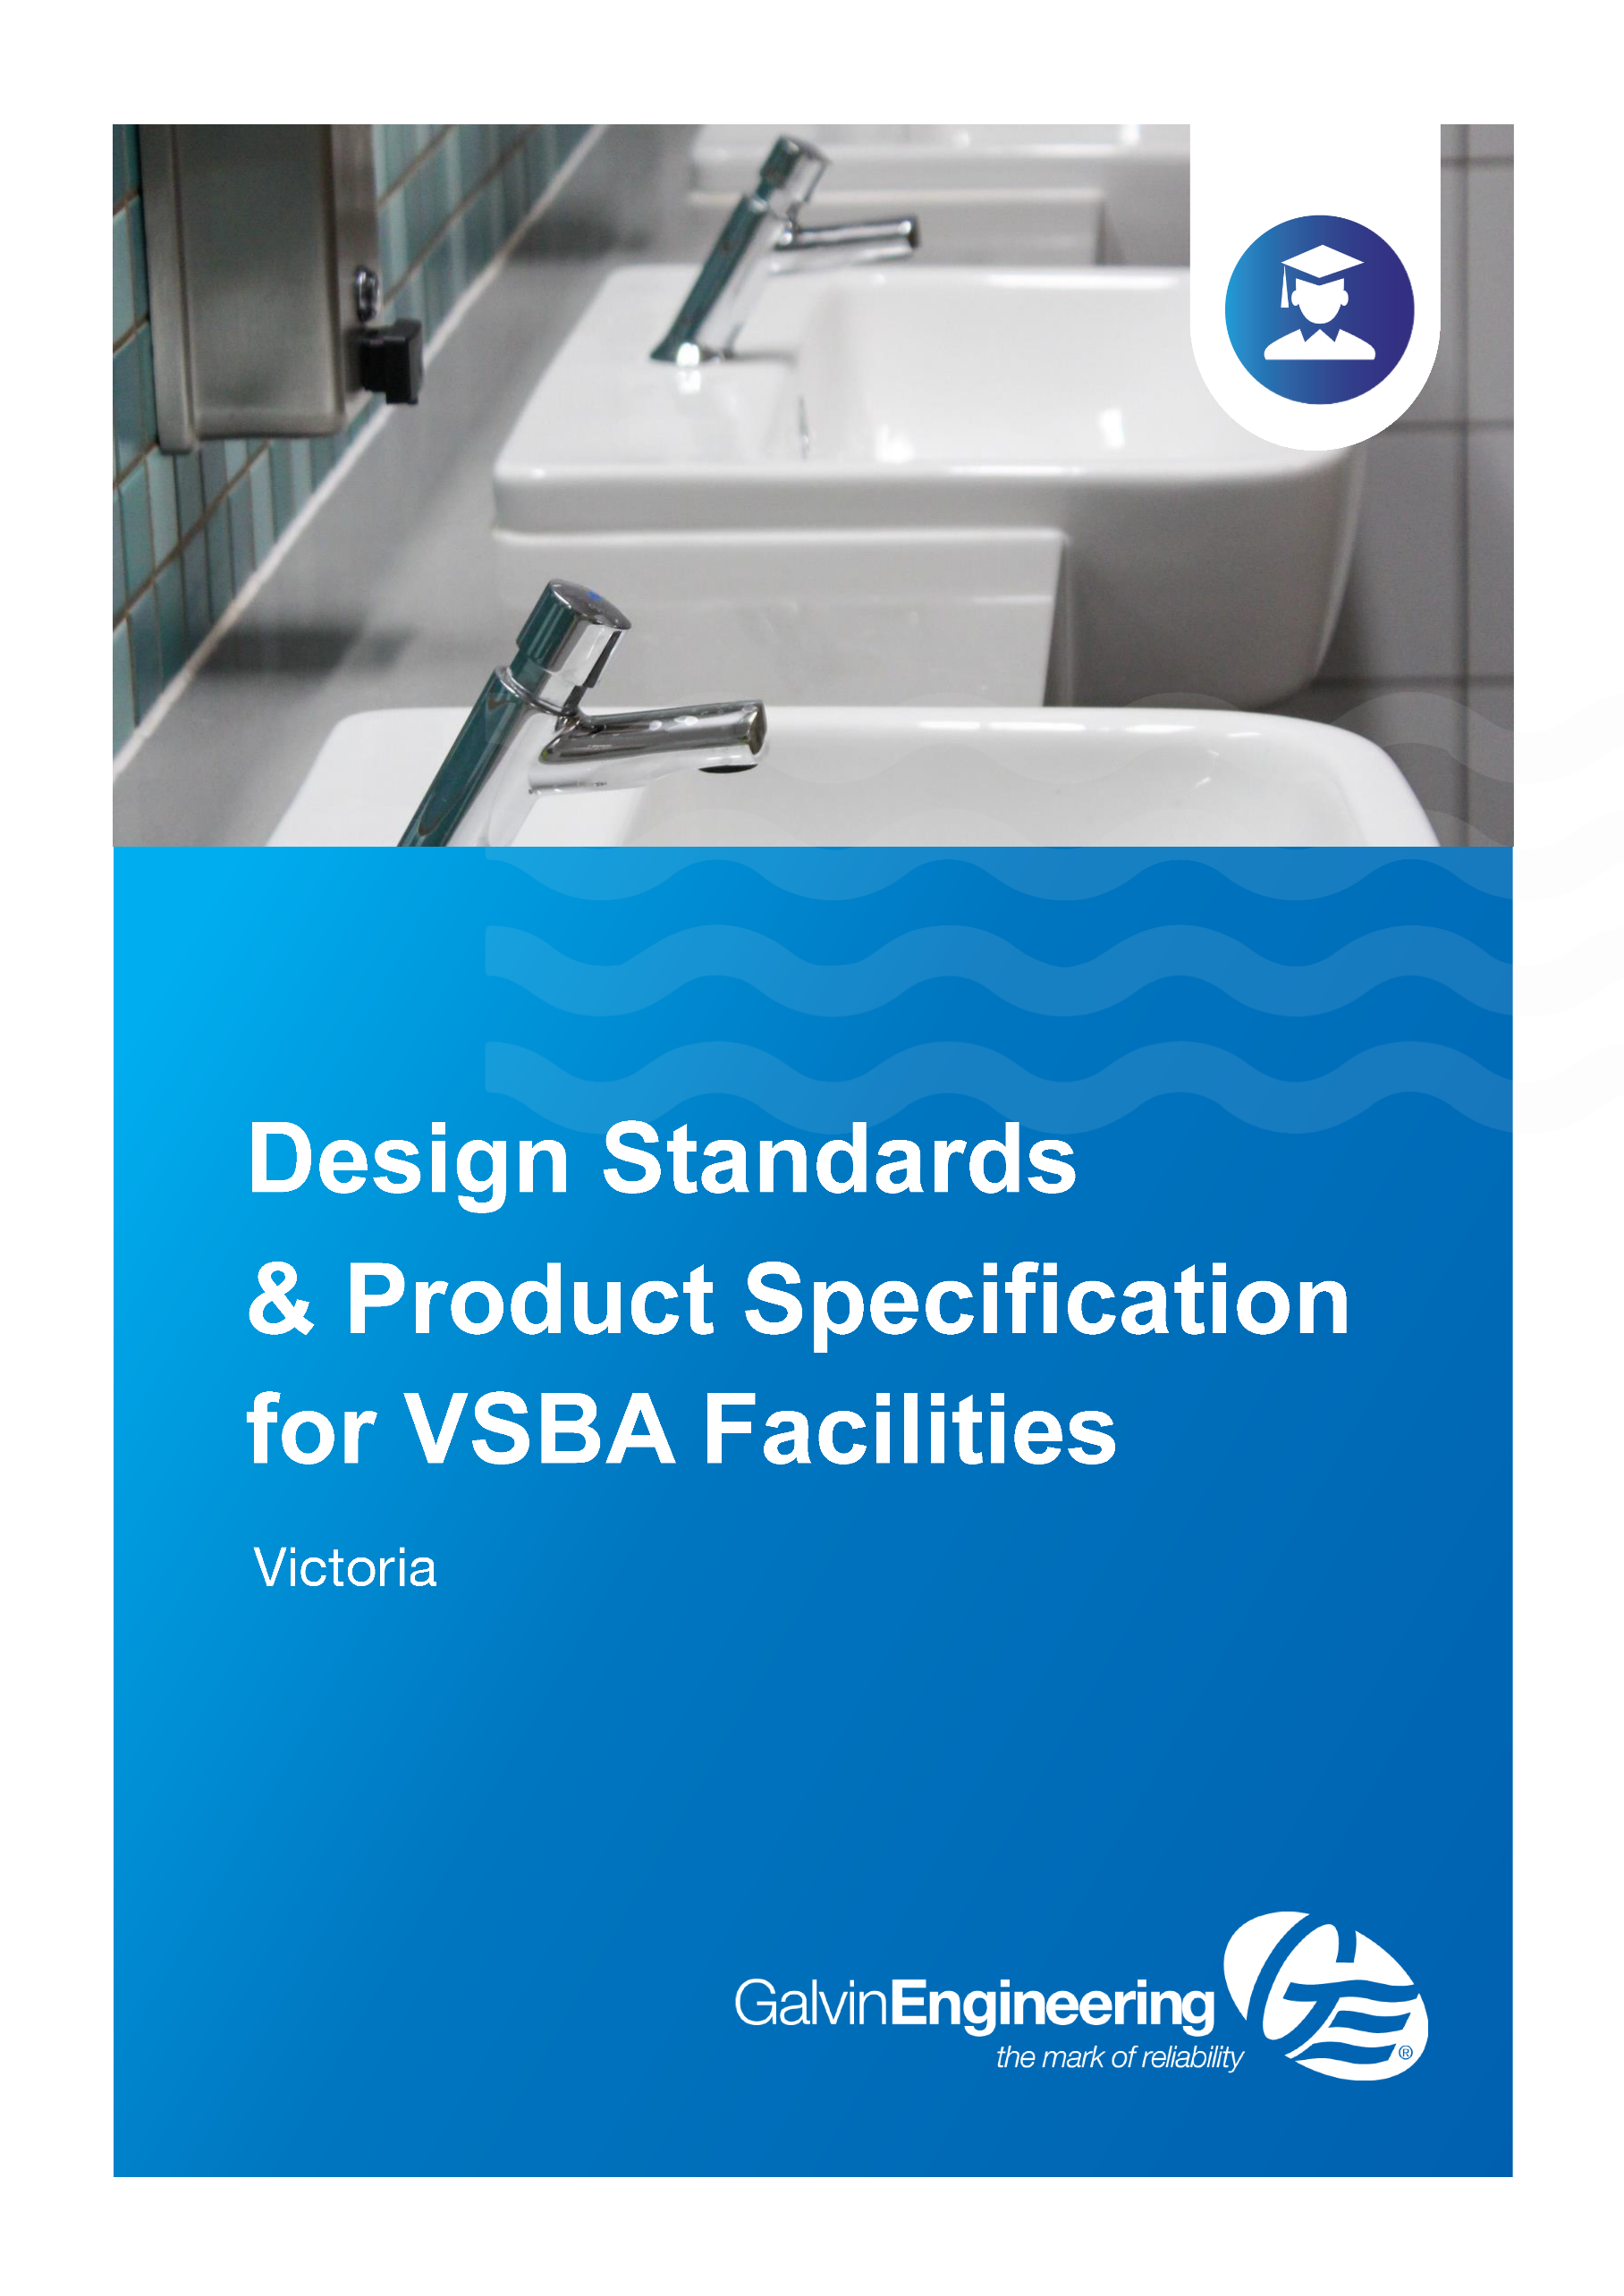 Design Standards
& Product Specification
for VSBA Facilities
Victoria
GalvinEngineering
the mark of reliability
®